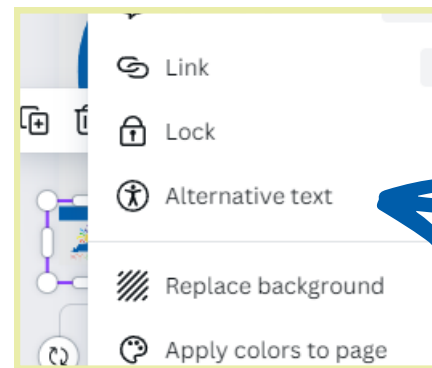 Link
Lock
Alternative text
Replace background
Apply colors to page